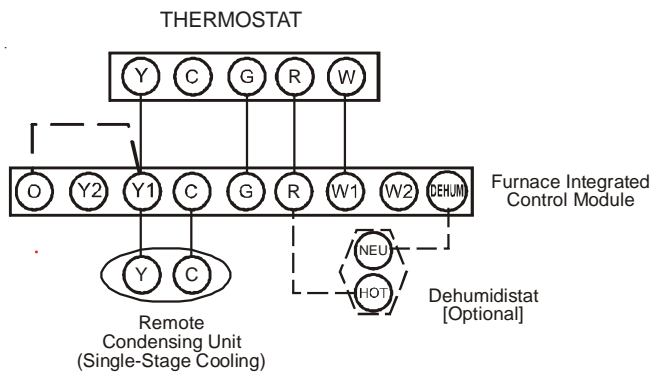 THERMOSTAT
Y C G R W
O Y2 Y1 C G R W1 W2 DEHUM
Furnace Integrated
Control Module
NEU
HOT
Y C
Dehumidistat
[Optional]
Remote
Condensing Unit
(Single-Stage Cooling)